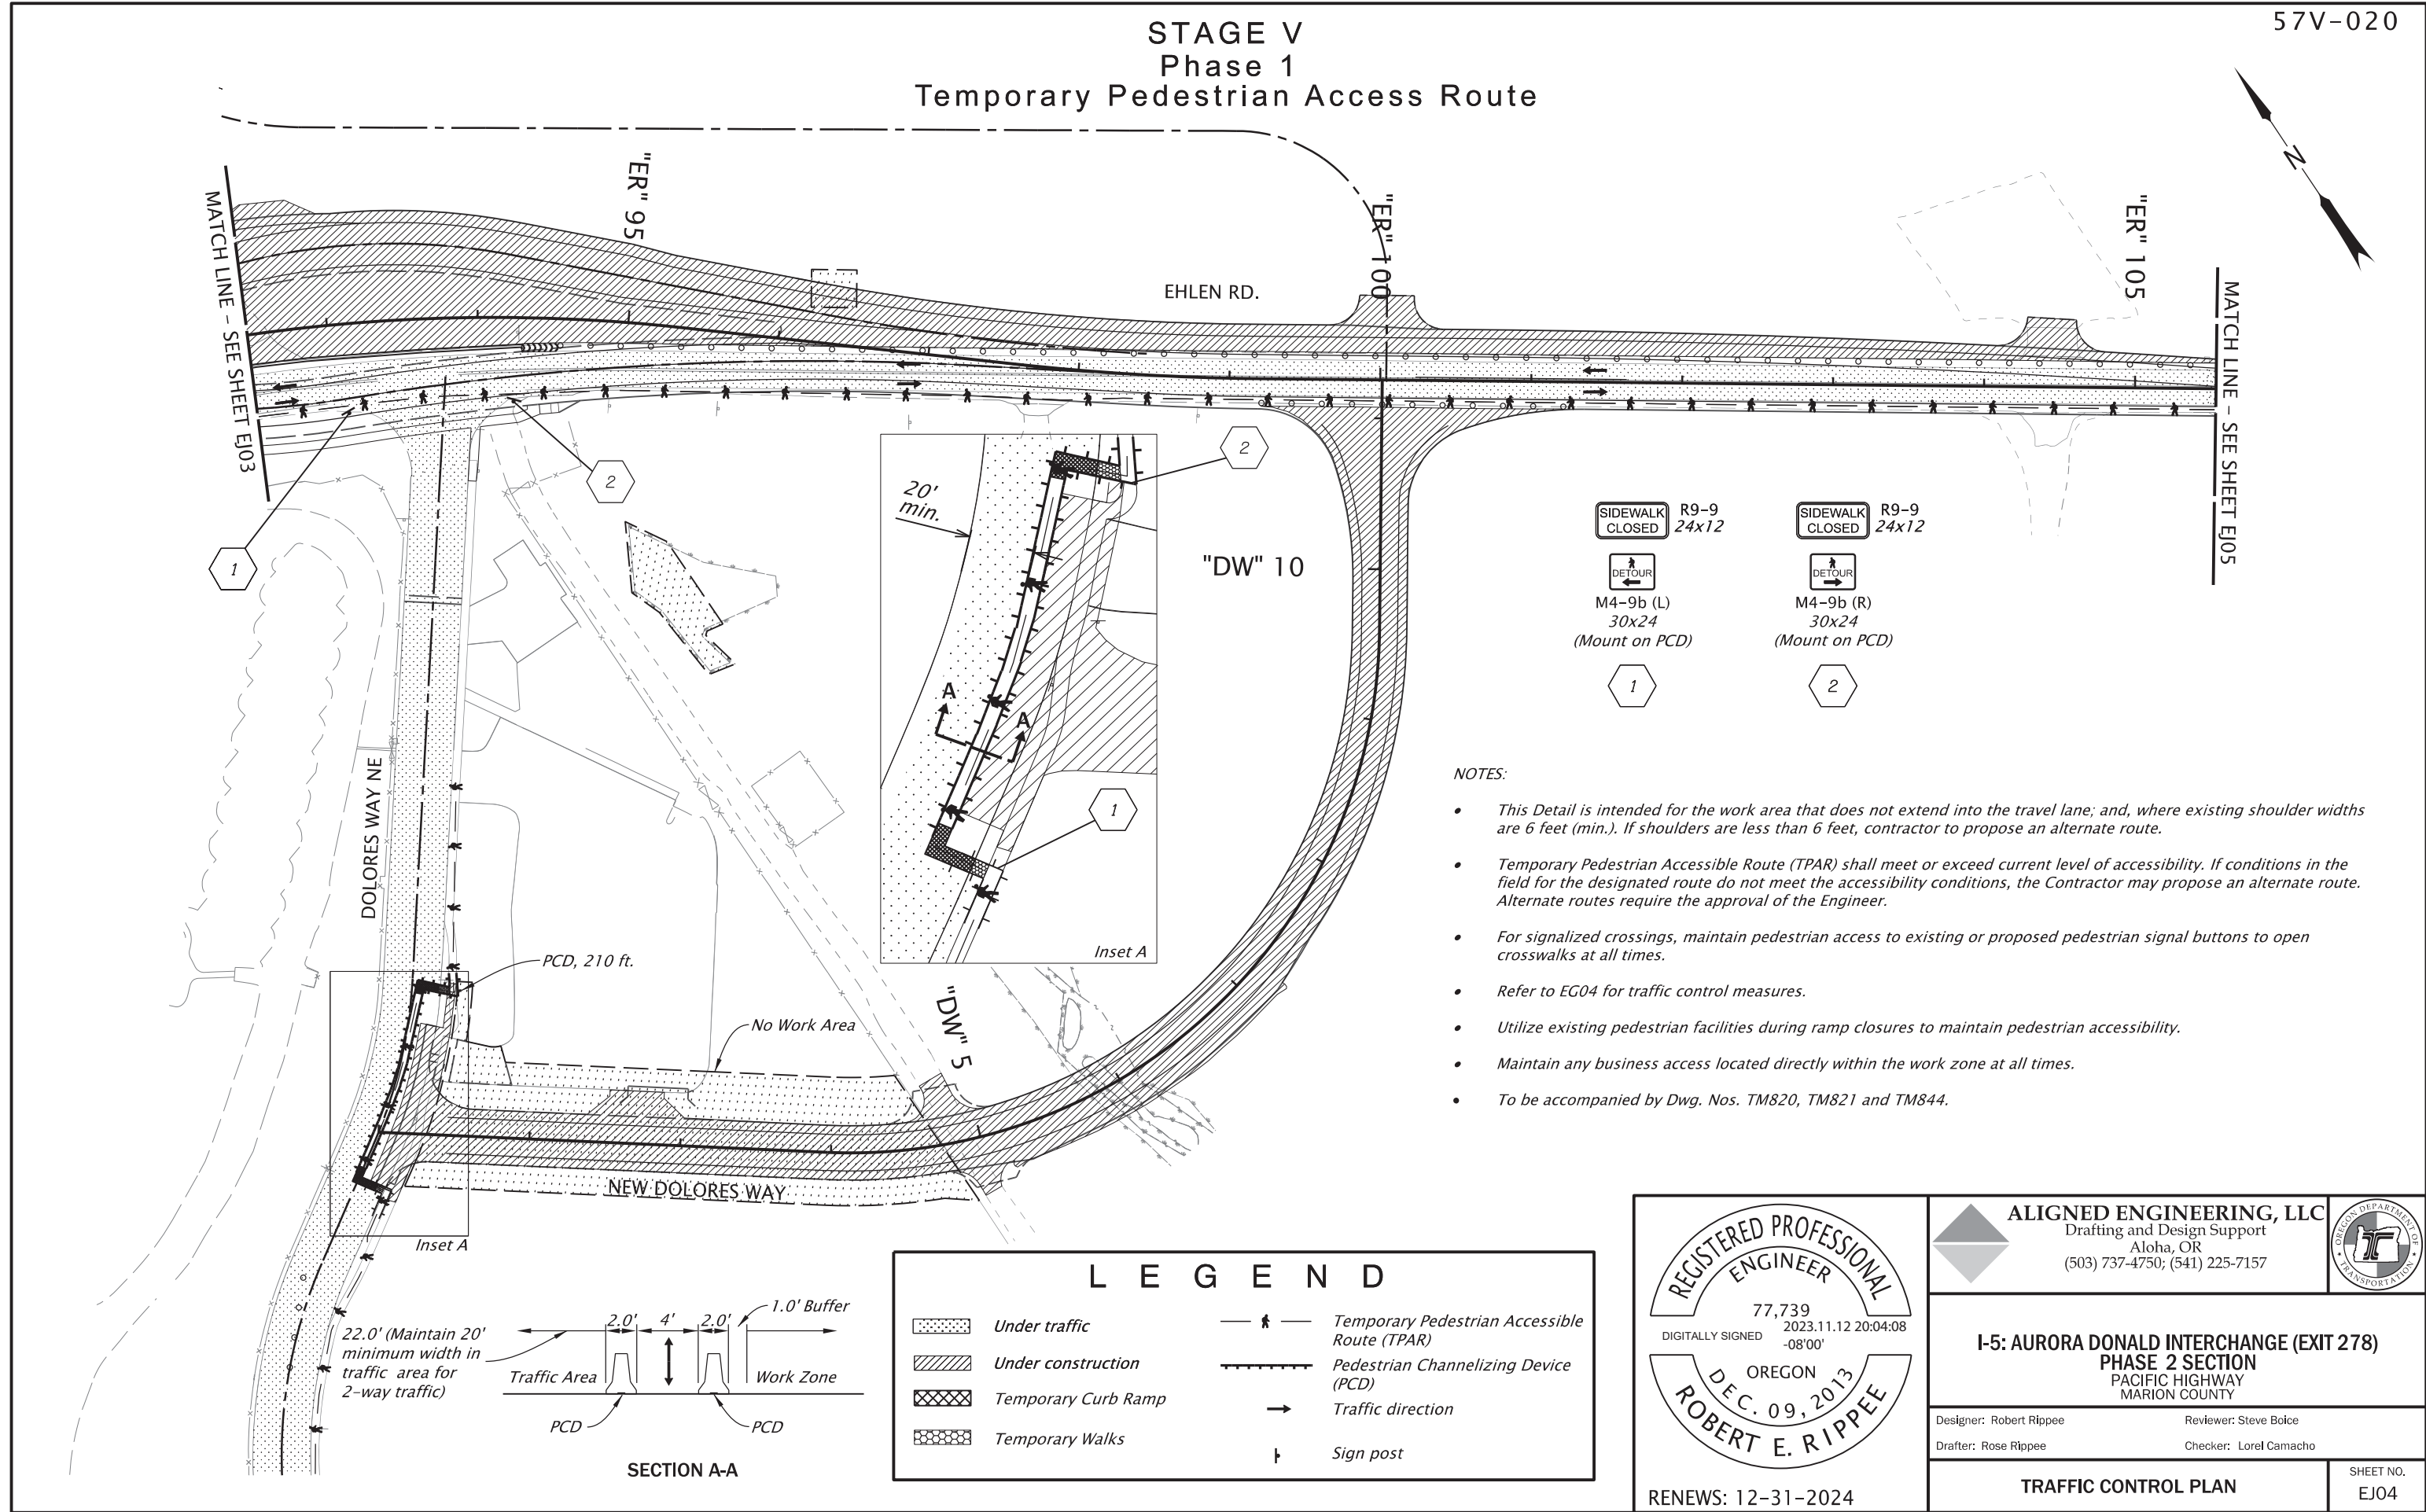 57V-020
STAGE V
Phase 1
Temporary Pedestrian Access Route
N
MATCH LINE - SEE SHEET EJ03
"ER" 95
"ER" 100
"ER" 105
MATCH LINE - SEE SHEET EJ05
EHLEN RD.
1
2
20'
min.
2
"DW" 10
A
A
1
Inset A
SIDEWALK
CLOSED
R9-9
24x12
DETOUR
M4-9b (L)
30x24
(Mount on PCD)
1
SIDEWALK
CLOSED
R9-9
24x12
DETOUR
M4-9b (R)
30x24
(Mount on PCD)
2
DOLORES WAY NE
PCD, 210 ft.
No Work Area
"DW" 5
NEW DOLORES WAY
Inset A
NOTES:
• This Detail is intended for the work area that does not extend into the travel lane; and, where existing shoulder widths
are 6 feet (min.). If shoulders are less than 6 feet, contractor to propose an alternate route.
• Temporary Pedestrian Accessible Route (TPAR) shall meet or exceed current level of accessibility. If conditions in the
field for the designated route do not meet the accessibility conditions, the Contractor may propose an alternate route.
Alternate routes require the approval of the Engineer.
• For signalized crossings, maintain pedestrian access to existing or proposed pedestrian signal buttons to open
crosswalks at all times.
• Refer to EG04 for traffic control measures.
• Utilize existing pedestrian facilities during ramp closures to maintain pedestrian accessibility.
• Maintain any business access located directly within the work zone at all times.
• To be accompanied by Dwg. Nos. TM820, TM821 and TM844.
22.0' (Maintain 20'
minimum width in
traffic area for
2-way traffic)
2.0' 4' 2.0'
1.0' Buffer
Traffic Area
Work Zone
PCD
PCD
SECTION A-A
LEGEND
Under traffic
Under construction
Temporary Curb Ramp
Temporary Walks
Temporary Pedestrian Accessible
Route (TPAR)
Pedestrian Channelizing Device
(PCD)
Traffic direction
Sign post
REGISTERED PROFESSIONAL
ENGINEER
77,739
DIGITALLY SIGNED
2023.11.12 20:04:08
-08'00'
OREGON
DEC. 09, 2013
ROBERT E. RIPPEE
RENEWS: 12-31-2024
ALIGNED ENGINEERING, LLC
Drafting and Design Support
Aloha, OR
(503) 737-4750; (541) 225-7157
OREGON DEPARTMENT OF
TRANSPORTATION
I-5: AURORA DONALD INTERCHANGE (EXIT 278)
PHASE 2 SECTION
PACIFIC HIGHWAY
MARION COUNTY
Designer: Robert Rippee
Reviewer: Steve Boice
Drafter: Rose Rippee
Checker: Lorel Camacho
TRAFFIC CONTROL PLAN
SHEET NO.
EJ04